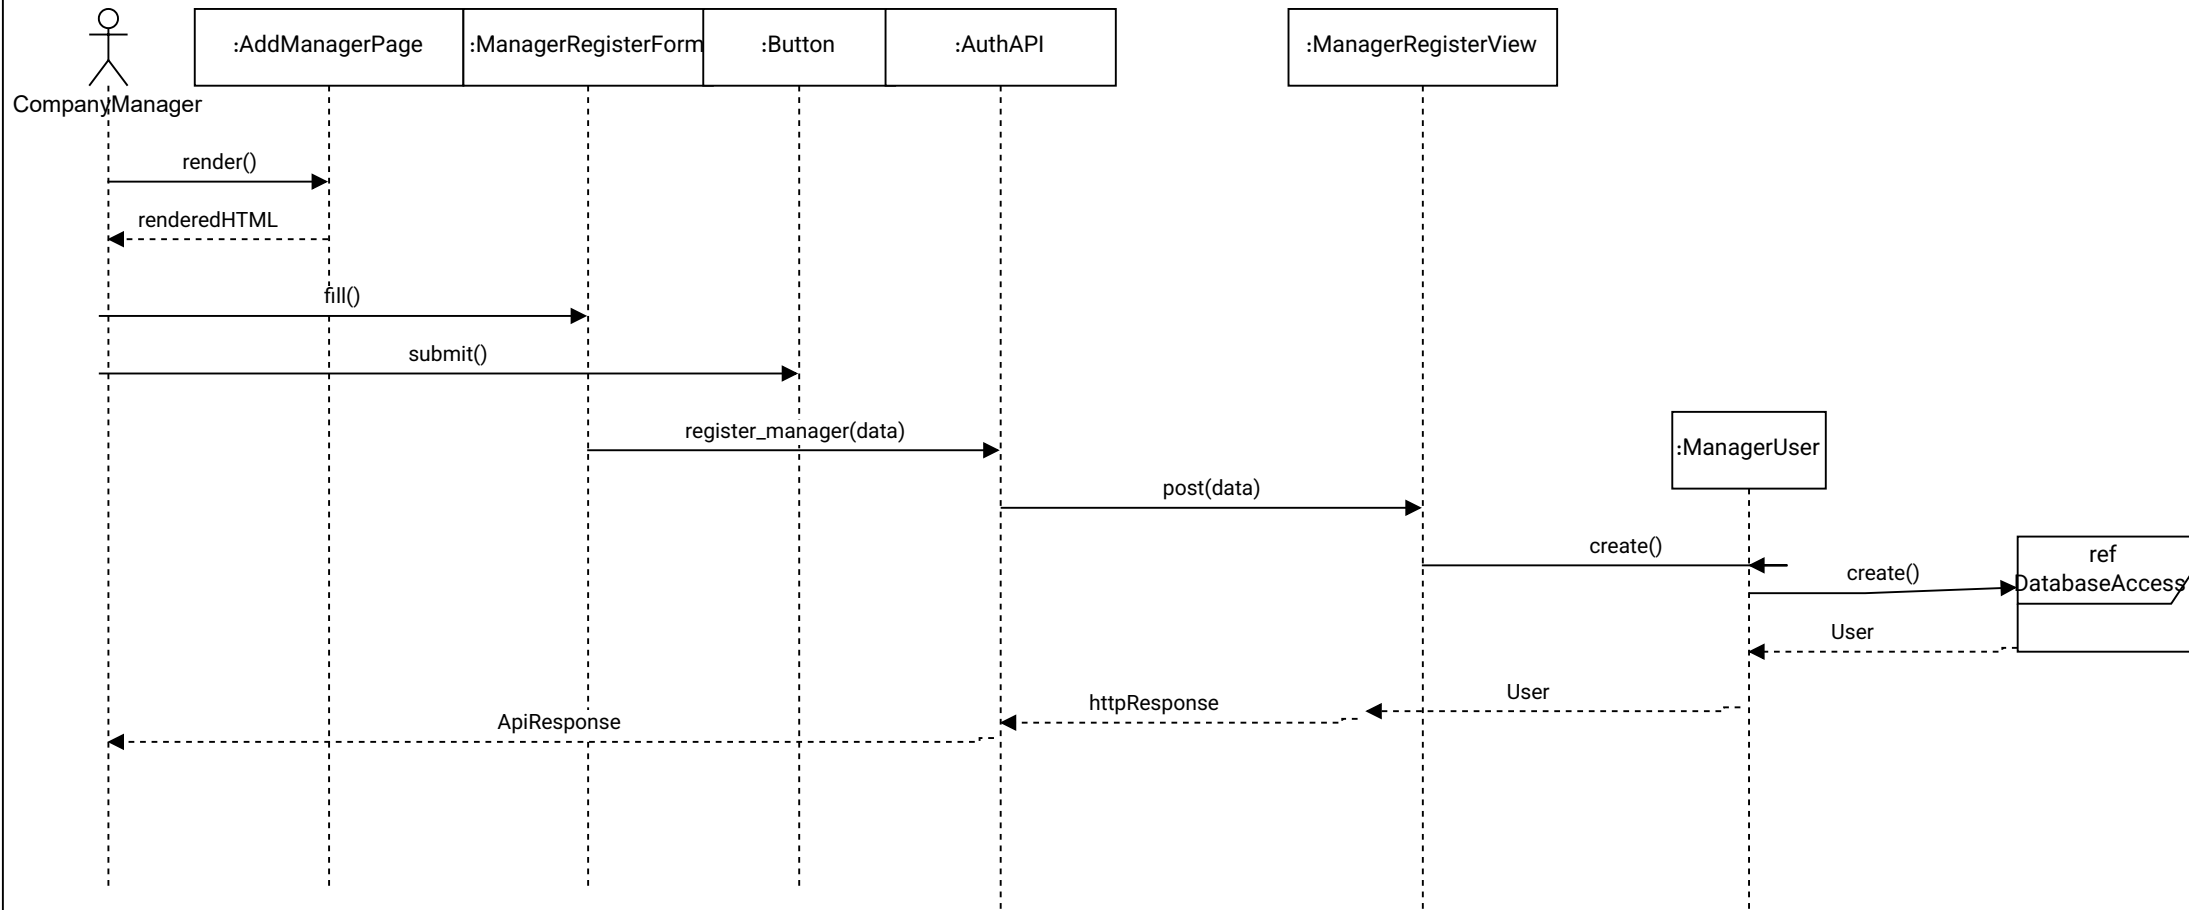 :AddManagerPage
:ManagerRegisterForm
:Button
:AuthAPI
:ManagerRegisterView
CompanyManager
render()
renderedHTML
fill()
submit()
register_manager(data)
:ManagerUser
post(data)
create()
create()
ref
DatabaseAccess
User
User
httpResponse
ApiResponse